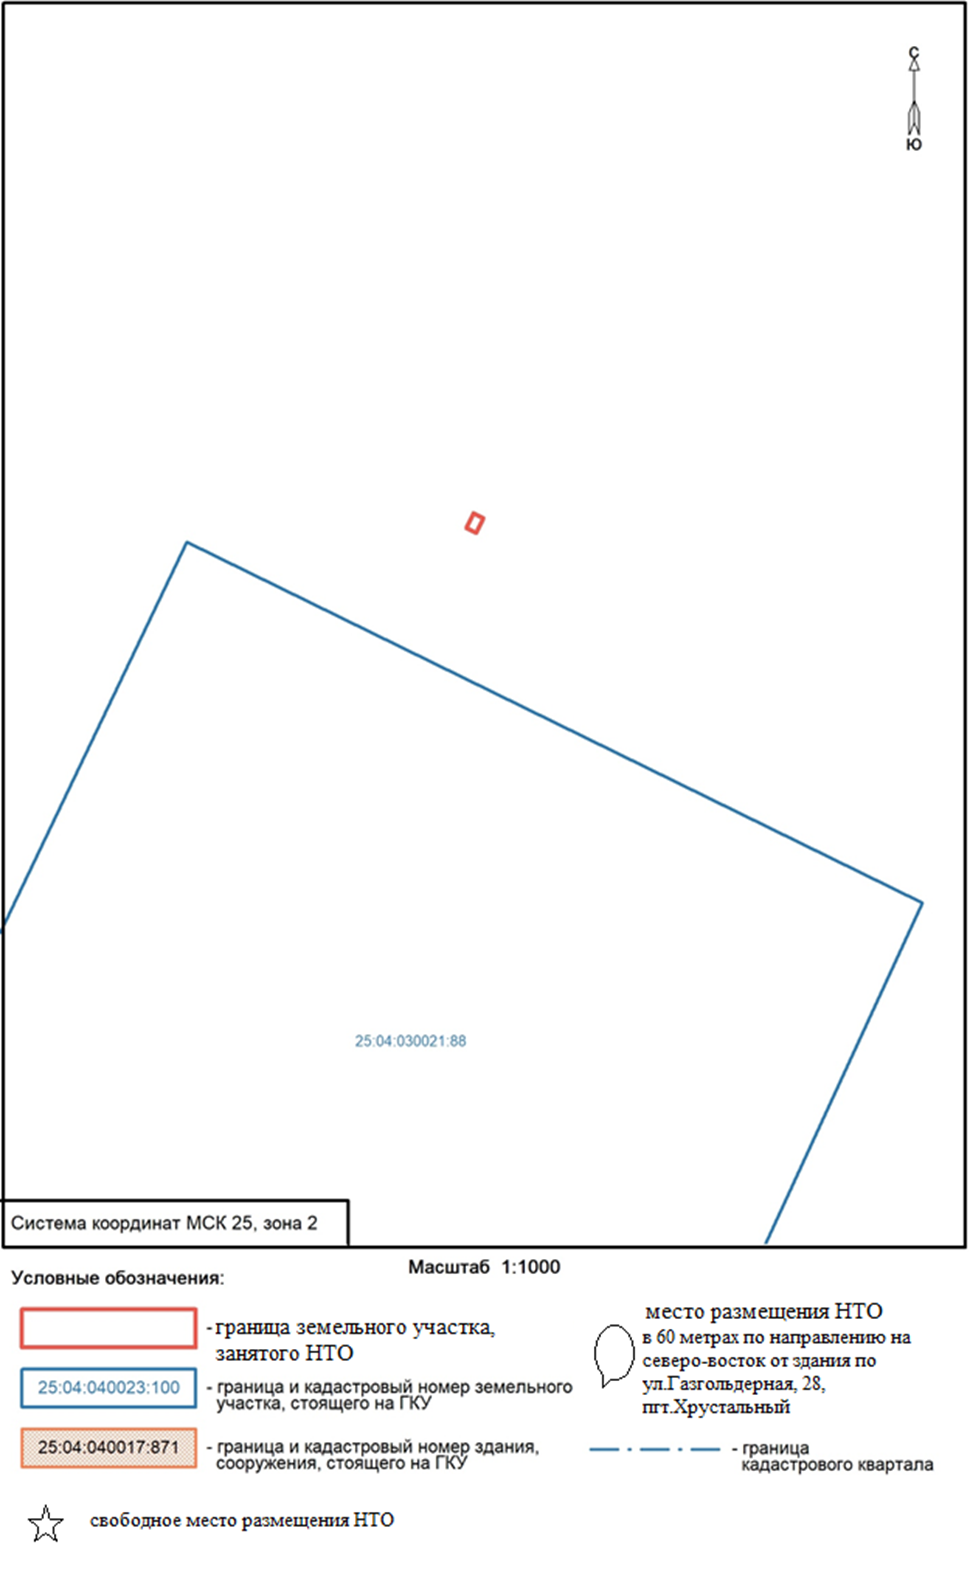 С
Ю
25:04:030021:88
Система координат МСК 25, зона 2
Масштаб 1:1000
Условные обозначения:
- граница земельного участка,
занятого НТО
25:04:040023:100
- граница и кадастровый номер земельного
участка, стоящего на ГКУ
25:04:040017:871
- граница и кадастровый номер здания,
сооружения, стоящего на ГКУ
свободное место размещения НТО
место размещения НТО
в 60 метрах по направлению на
северо-восток от здания по
ул.Газгольдерная, 28,
пгт.Хрустальный
- граница
кадастрового квартала